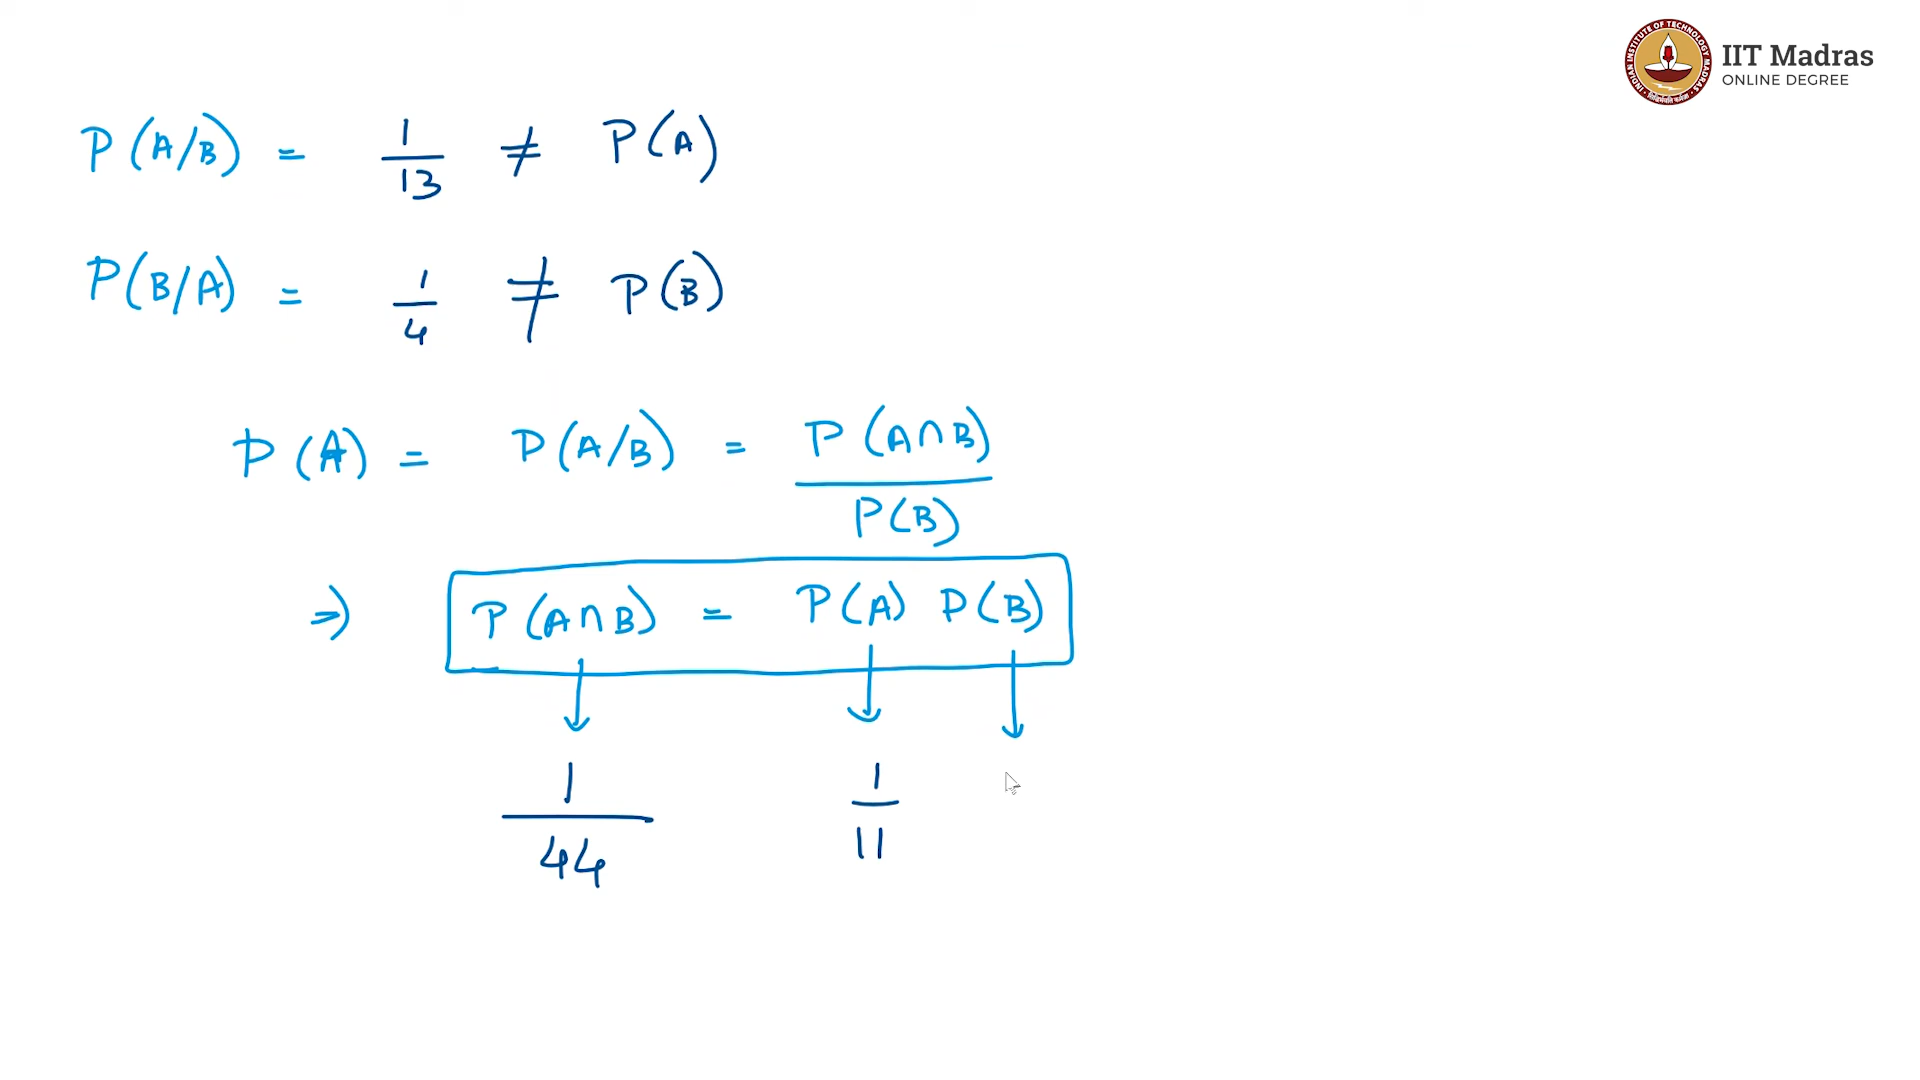 IIT Madras
ONLINE DEGREE
P(A/B) = 1/13 ≠ P(A)
P(B/A) = 1/4 ≠ P(B)
P(A) = P(A/B) = P(A∩B)/P(B)
⇒ P(A∩B) = P(A) P(B)
↓ ↓ ↓
1/44 1/11